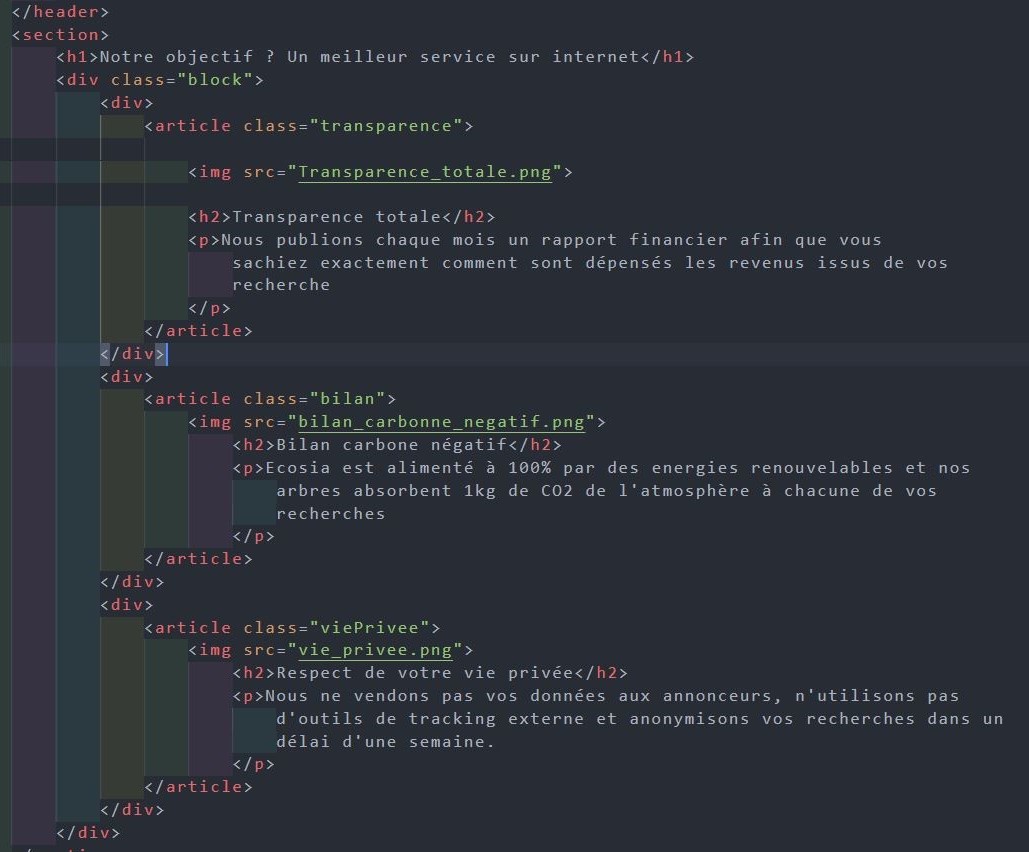 </header>
<section>
<h1>Notre objectif ? Un meilleur service sur internet</h1>
<div class="block">
<div>
<article class="transparence">
<img src="Transparence_totale.png">
<h2>Transparence totale</h2>
<p>Nous publions chaque mois un rapport financier afin que vous
sachiez exactement comment sont dépensés les revenus issus de vos
recherche
</p>
</article>
</div>
<div>
<article class="bilan">
<img src="bilan_carbonne_negatif.png">
<h2>Bilan carbone négatif</h2>
<p>Ecosia est alimenté à 100% par des energies renouvelables et nos
arbres absorbent 1kg de CO2 de l'atmosphère à chacune de vos
recherches
</p>
</article>
</div>
<div>
<article class="viePrivee">
<img src="vie_privee.png">
<h2>Respect de votre vie privée</h2>
<p>Nous ne vendons pas vos données aux annonceurs, n'utilisons pas
d'outils de tracking externe et anonymisons vos recherches dans un
délai d'une semaine.
</p>
</article>
</div>
</div>